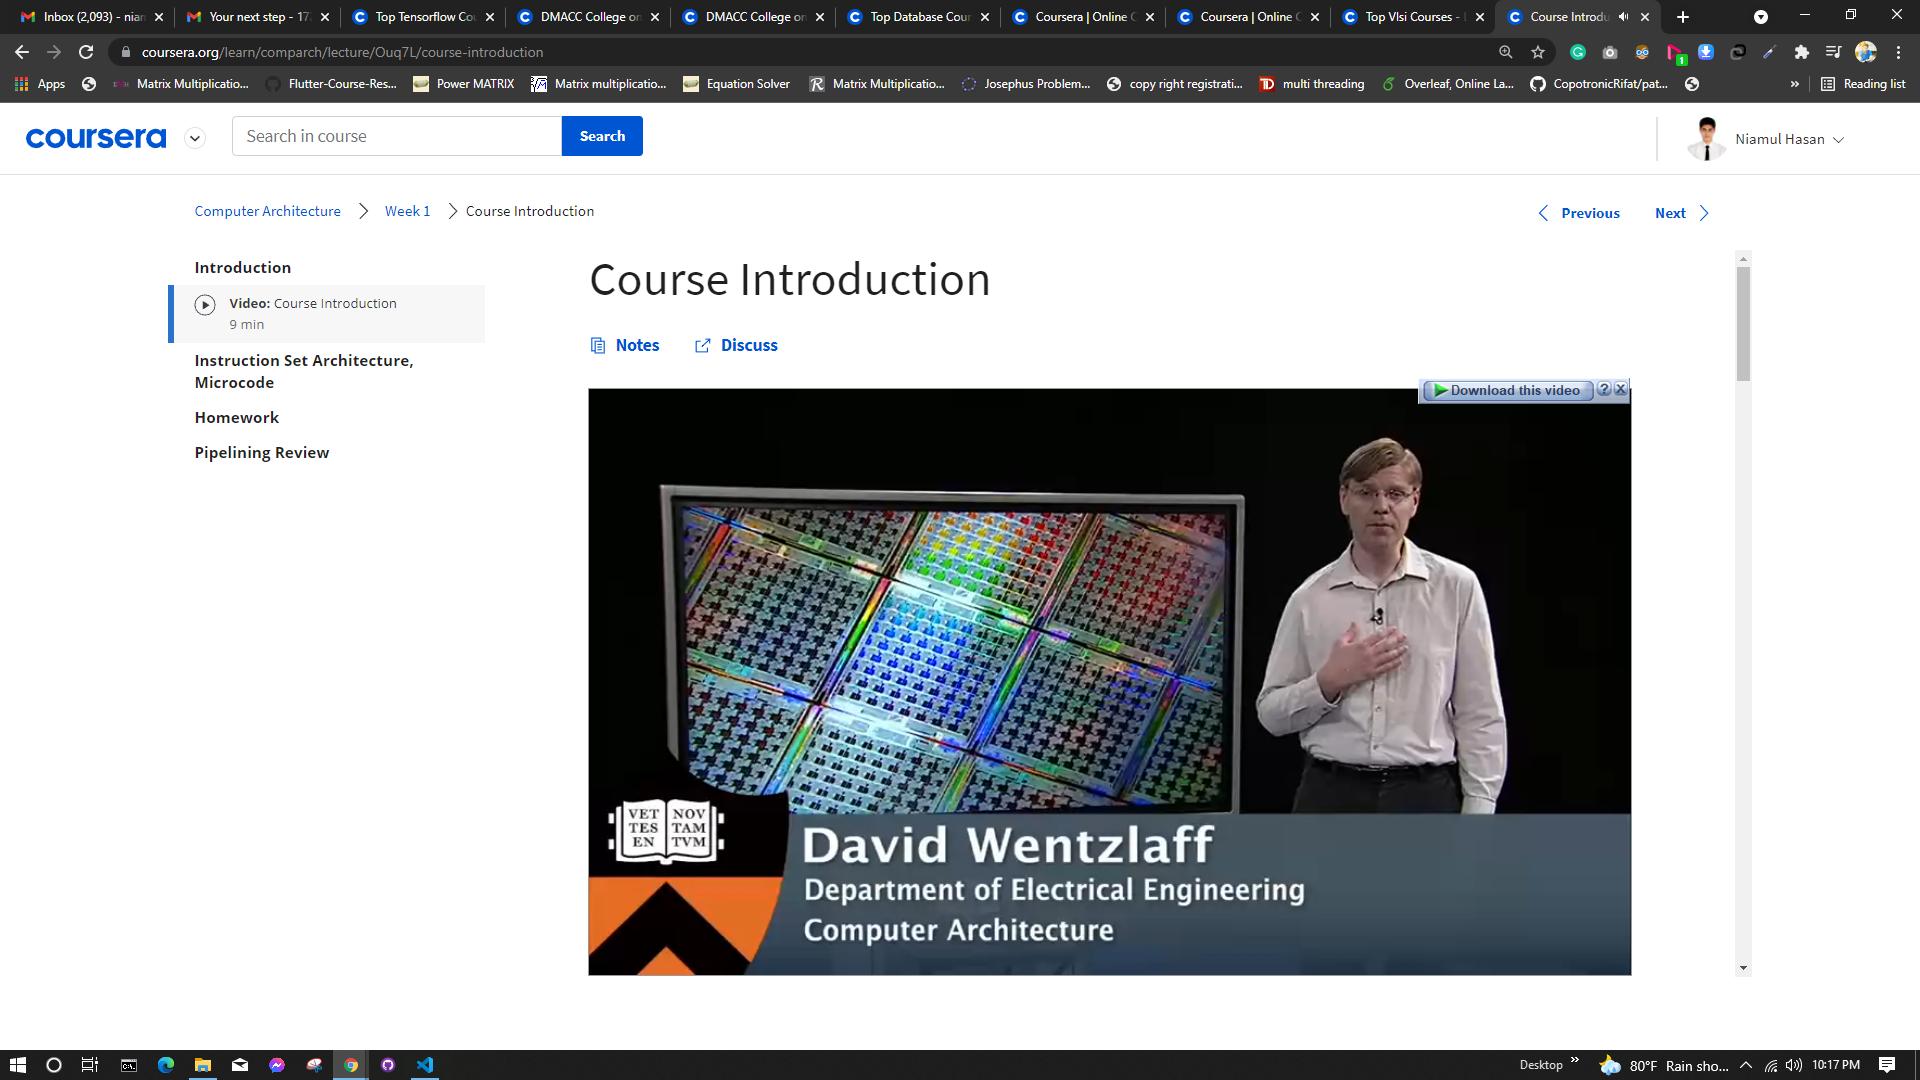 Inbox (2,093) - niam
Your next step - 173
Top Tensorflow Cou
DMACC College on
DMACC College on
Top Database Cour
Coursera | Online C
Coursera | Online C
Top Vlsi Courses - L
Course Introdu
coursera.org/learn/comparch/lecture/Ouq7L/course-introduction
Apps
Matrix Multiplicatio...
Flutter-Course-Res...
Power MATRIX
Matrix multiplicatio...
Equation Solver
Matrix Multiplicatio...
Josephus Problem...
copy right registrati...
multi threading
Overleaf, Online La...
CopotronicRifat/pat...
»
Reading list
coursera
Search in course
Search
Niamul Hasan
Computer Architecture
Week 1
Course Introduction
Previous
Next
Introduction
Video: Course Introduction
9 min
Instruction Set Architecture,
Microcode
Homework
Pipelining Review
Course Introduction
Notes
Discuss
Download this video
VET NOV
TES TAM
EN TVM
David Wentzlaff
Department of Electrical Engineering
Computer Architecture
Desktop »
80°F Rain sho...
10:17 PM